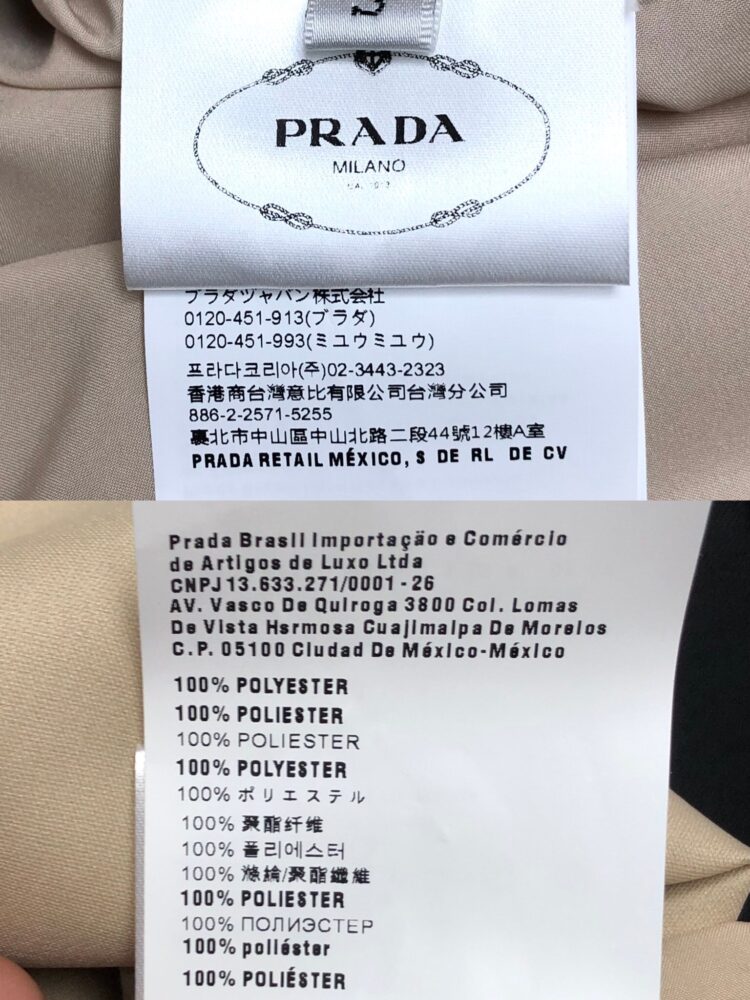 PRADA
MILANO
プラダツャパン株式会社
0120-451-913(プラダ)
0120-451-993(ミユウミユウ)
프라다코리아(주)02-3443-2323
香港商台灣意比有限公司台灣分公司
886-2-2571-5255
裏北市中山區中山北路二段44號12樓A室
PRADA RETAIL MÉXICO, S DE RL DE CV
Prada Brasil Importação e Comércio
de Artigos de Luxo Ltda
CNPJ 13.633.271/0001-26
AV. Vasco De Quiroga 3800 Col. Lomas
De Vista Hsrmosa Cuajimalpa De Morelos
C.P. 05100 Ciudad De México-México
100% POLYESTER
100% POLIESTER
100% POLIESTER
100% POLYESTER
100% ポリエステル
100% 聚酯纤维
100% 폴리에스터
100% 滌綸/聚酯纖維
100% POLIESTER
100% ПОЛИЭСТЕР
100% poliéster
100% POLIÉSTER